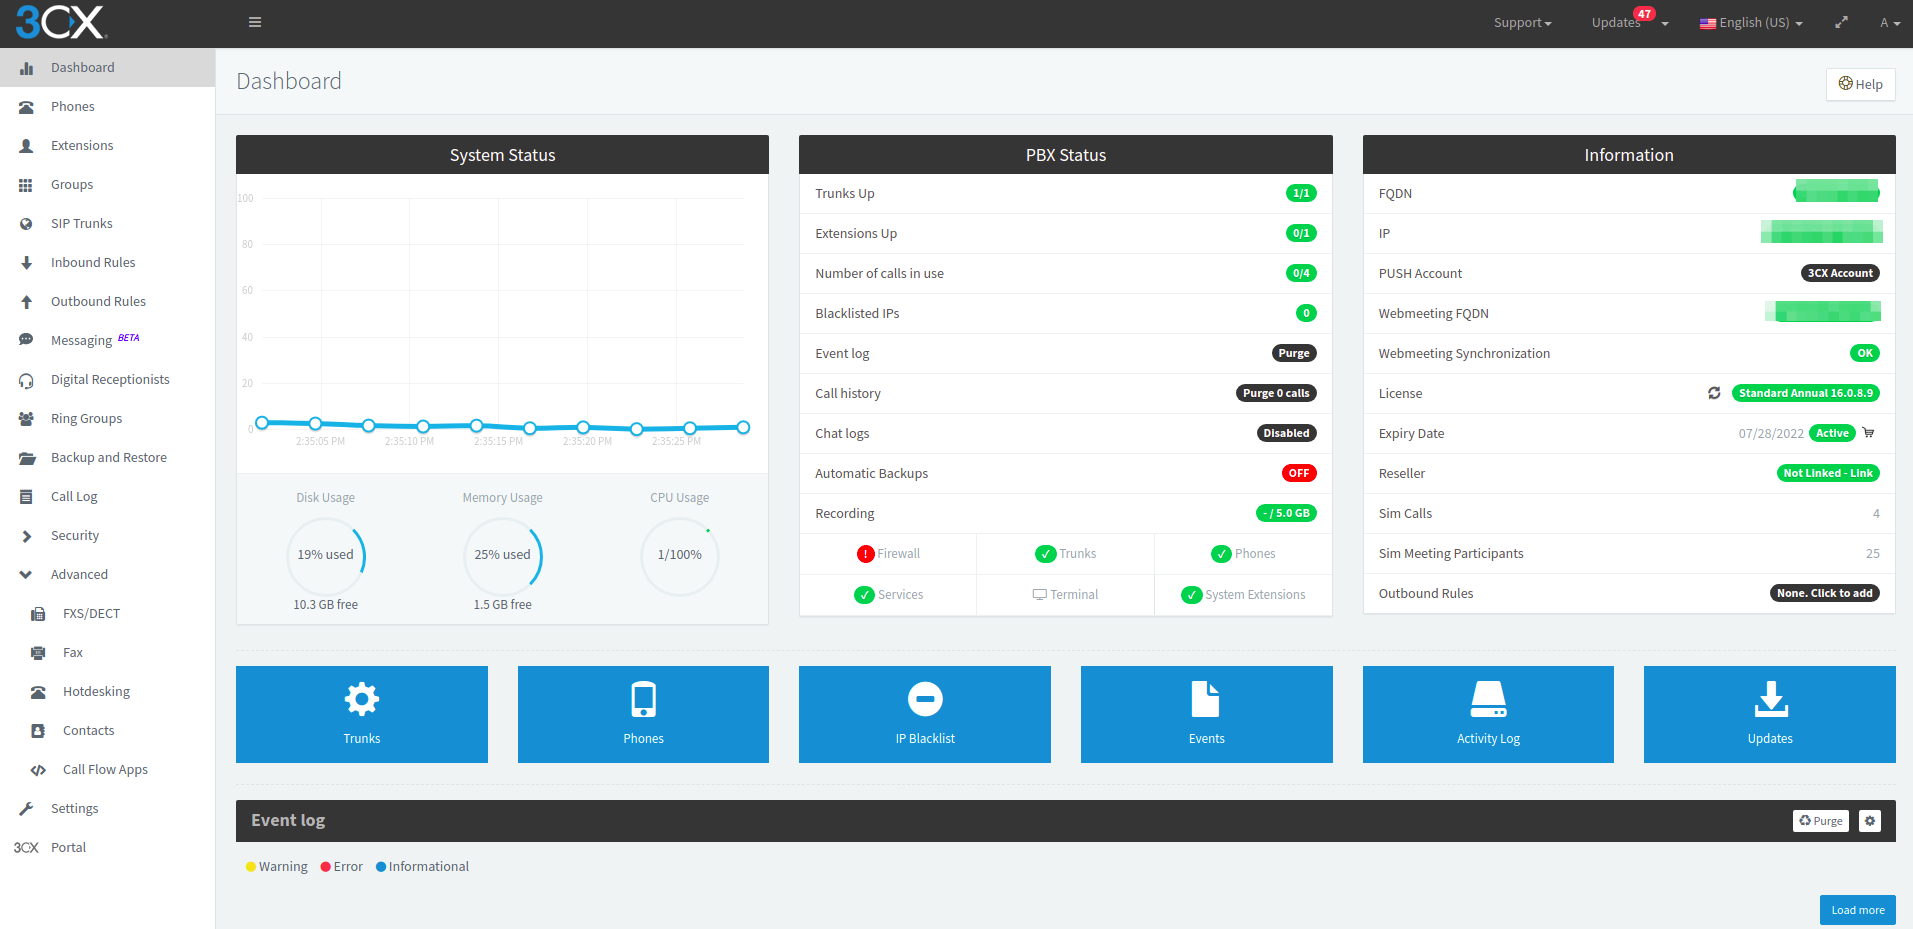 3CX
Support
Updates 47
English (US)
A
Dashboard
Phones
Extensions
Groups
SIP Trunks
Inbound Rules
Outbound Rules
Messaging BETA
Digital Receptionists
Ring Groups
Backup and Restore
Call Log
Security
Advanced
FXS/DECT
Fax
Hotdesking
Contacts
Call Flow Apps
Settings
3CX Portal
Dashboard
Help
System Status
100
80
60
40
20
0
2:35:05 PM 2:35:10 PM 2:35:15 PM 2:35:20 PM 2:35:25 PM
Disk Usage Memory Usage CPU Usage
19% used 25% used 1/100%
10.3 GB free 1.5 GB free
PBX Status
Trunks Up 1/1
Extensions Up 0/1
Number of calls in use 0/4
Blacklisted IPs 0
Event log Purge
Call history Purge 0 calls
Chat logs Disabled
Automatic Backups OFF
Recording - / 5.0 GB
Firewall Trunks Phones
Services Terminal System Extensions
Information
FQDN
IP
PUSH Account 3CX Account
Webmeeting FQDN
Webmeeting Synchronization OK
License Standard Annual 16.0.8.9
Expiry Date 07/28/2022 Active
Reseller Not Linked - Link
Sim Calls 4
Sim Meeting Participants 25
Outbound Rules None. Click to add
Trunks Phones IP Blacklist Events Activity Log Updates
Event log Purge
Warning Error Informational
Load more